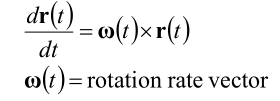 d𝐫(t)/dt = 𝛚(t)×𝐫(t)
𝛚(t) = rotation rate vector